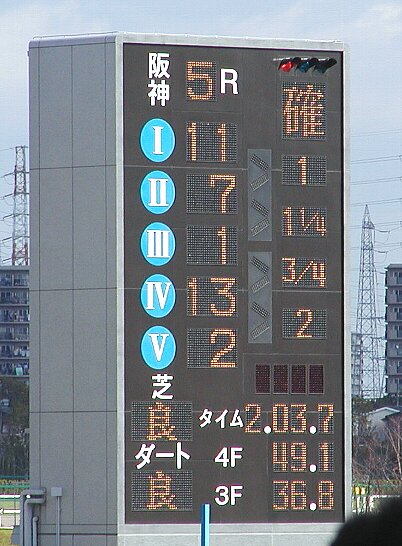 阪神 5 R 確
I 11
1
II 7
1 1/4
III 1
3/4
IV 13
2
V 2
芝
良 タイム 2.03.7
ダート 4F 49.1
良 3F 36.8